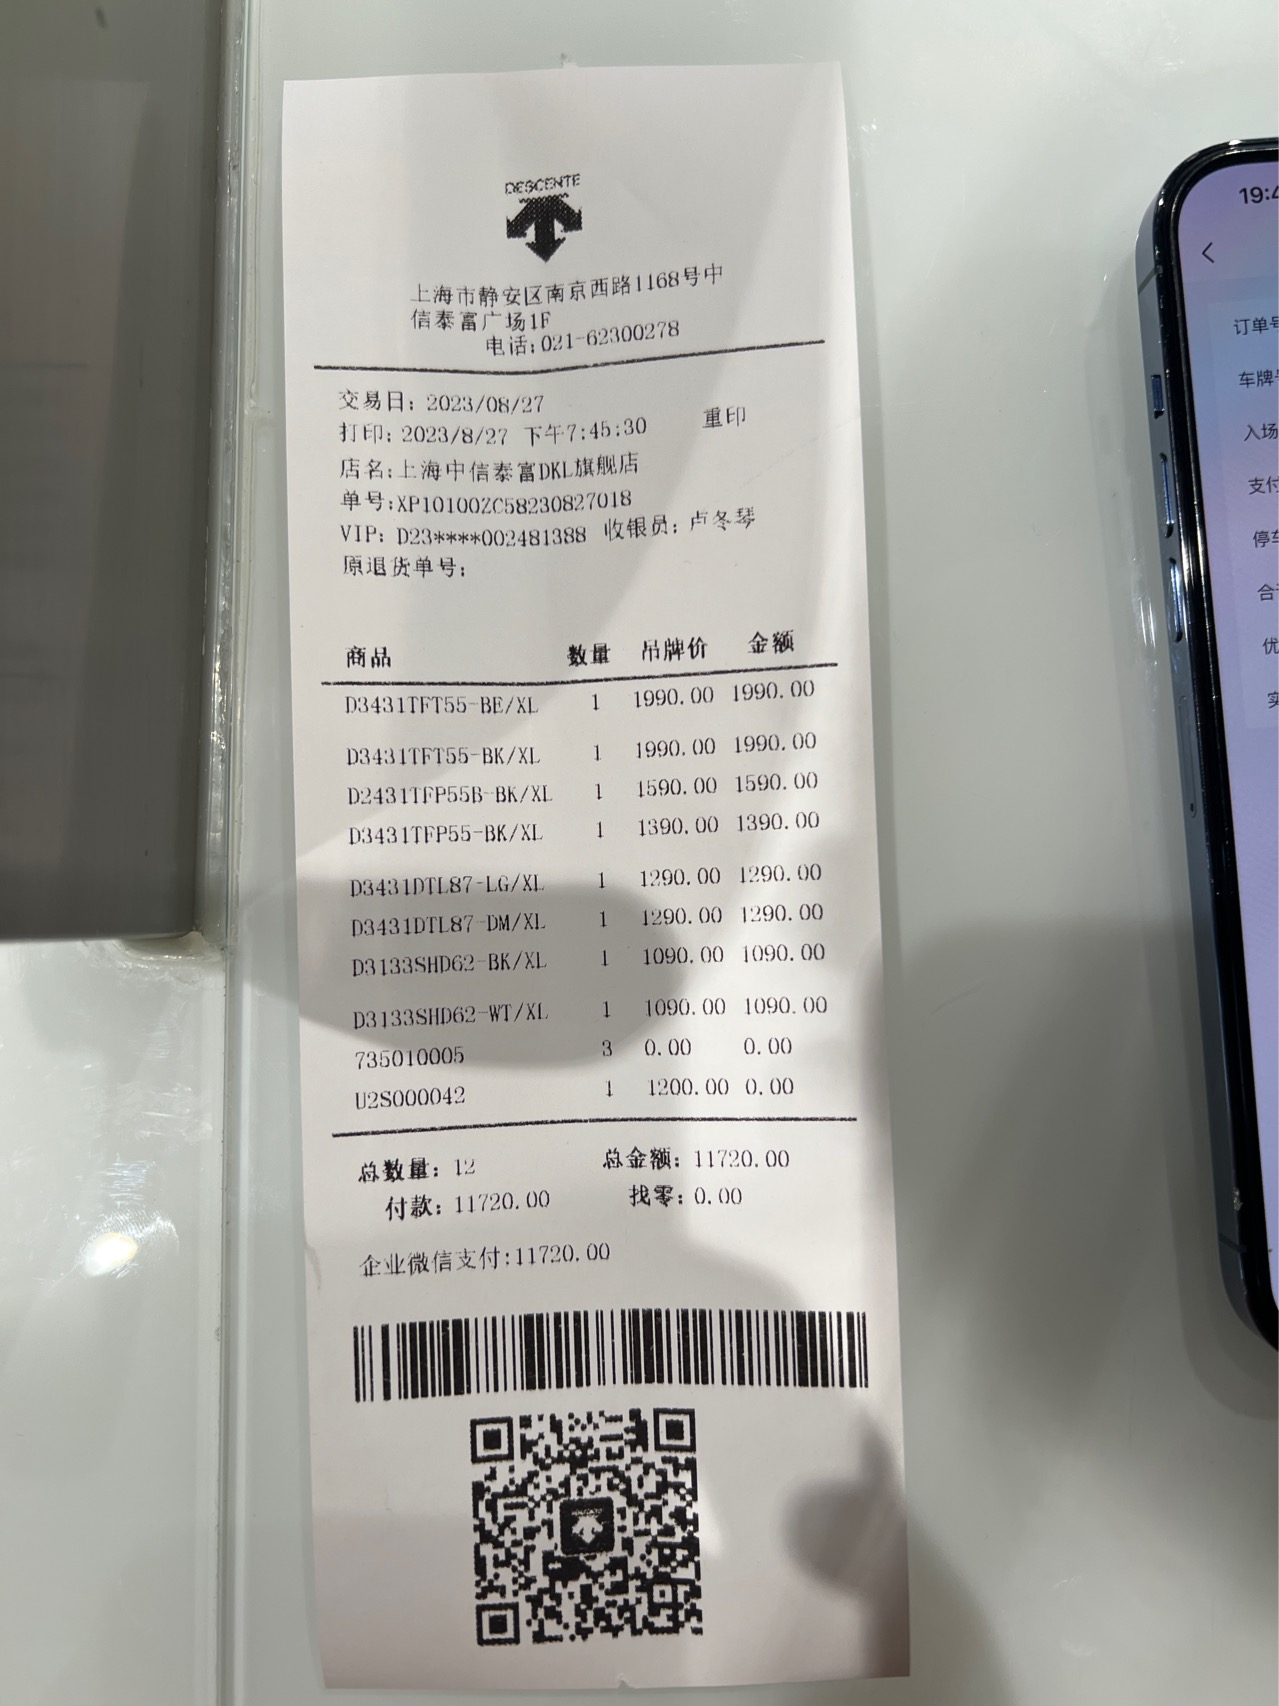 DESCENTE
上海市静安区南京西路1168号中
信泰富广场1F
电话:021-62300278
交易日: 2023/08/27
打印: 2023/8/27 下午7:45:30 重印
店名:上海中信泰富DKL旗舰店
单号:XP10100ZC58230827018
VIP: D23****002481388 收银员: 卢冬琴
原退货单号:
商品 数量 吊牌价 金额
D3431TFT55-BE/XL 1 1990.00 1990.00
D3431TFT55-BK/XL 1 1990.00 1990.00
D2431TFP55B-BK/XL 1 1590.00 1590.00
D3431TFP55-BK/XL 1 1390.00 1390.00
D3431DTL87-LG/XL 1 1290.00 1290.00
D3431DTL87-DM/XL 1 1290.00 1290.00
D3133SHD62-BK/XL 1 1090.00 1090.00
D3133SHD62-WT/XL 1 1090.00 1090.00
735010005 3 0.00 0.00
U2S000042 1 1200.00 0.00
总数量: 12 总金额: 11720.00
付款: 11720.00 找零: 0.00
企业微信支付:11720.00
19:4
订单号
车牌
入场
支付
停车
合
优